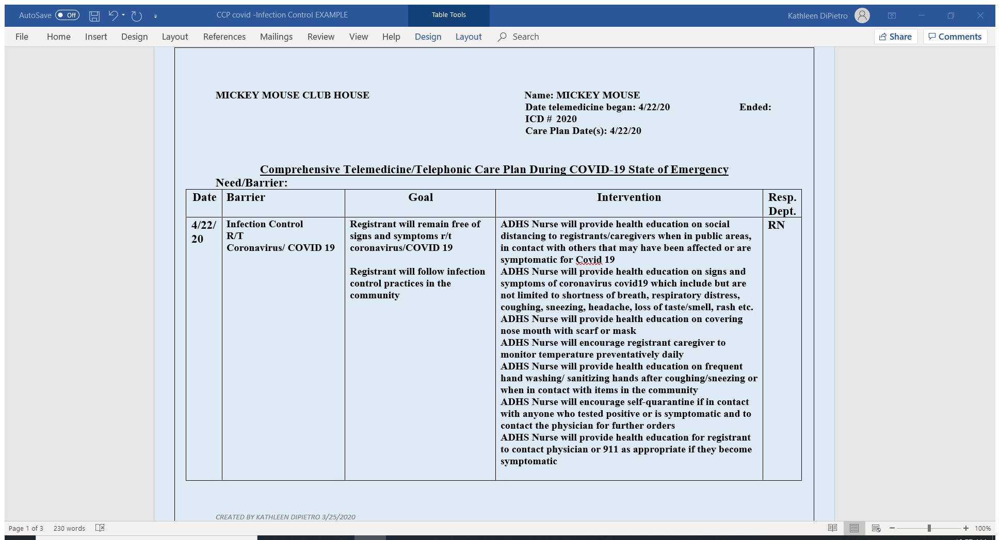 AutoSave Off CCP covid -Infection Control EXAMPLE Table Tools Kathleen DiPietro
File Home Insert Design Layout References Mailings Review View Help Design Layout Search Share Comments
MICKEY MOUSE CLUB HOUSE Name: MICKEY MOUSE
Date telemedicine began: 4/22/20 Ended:
ICD # 2020
Care Plan Date(s): 4/22/20
Comprehensive Telemedicine/Telephonic Care Plan During COVID-19 State of Emergency
Need/Barrier:
Date Barrier Goal Intervention Resp.
Dept.
4/22/
20
Infection Control
R/T
Coronavirus/ COVID 19
Registrant will remain free of
signs and symptoms r/t
coronavirus/COVID 19
Registrant will follow infection
control practices in the
community
ADHS Nurse will provide health education on social
distancing to registrants/caregivers when in public areas,
in contact with others that may have been affected or are
symptomatic for Covid 19
ADHS Nurse will provide health education on signs and
symptoms of coronavirus covid19 which include but are
not limited to shortness of breath, respiratory distress,
coughing, sneezing, headache, loss of taste/smell, rash etc.
ADHS Nurse will provide health education on covering
nose mouth with scarf or mask
ADHS Nurse will encourage registrant caregiver to
monitor temperature preventatively daily
ADHS Nurse will provide health education on frequent
hand washing/ sanitizing hands after coughing/sneezing or
when in contact with items in the community
ADHS Nurse will encourage self-quarantine if in contact
with anyone who tested positive or is symptomatic and to
contact the physician for further orders
ADHS Nurse will provide health education for registrant
to contact physician or 911 as appropriate if they become
symptomatic
RN
CREATED BY KATHLEEN DIPIETRO 3/25/2020
Page 1 of 3 230 words 100%